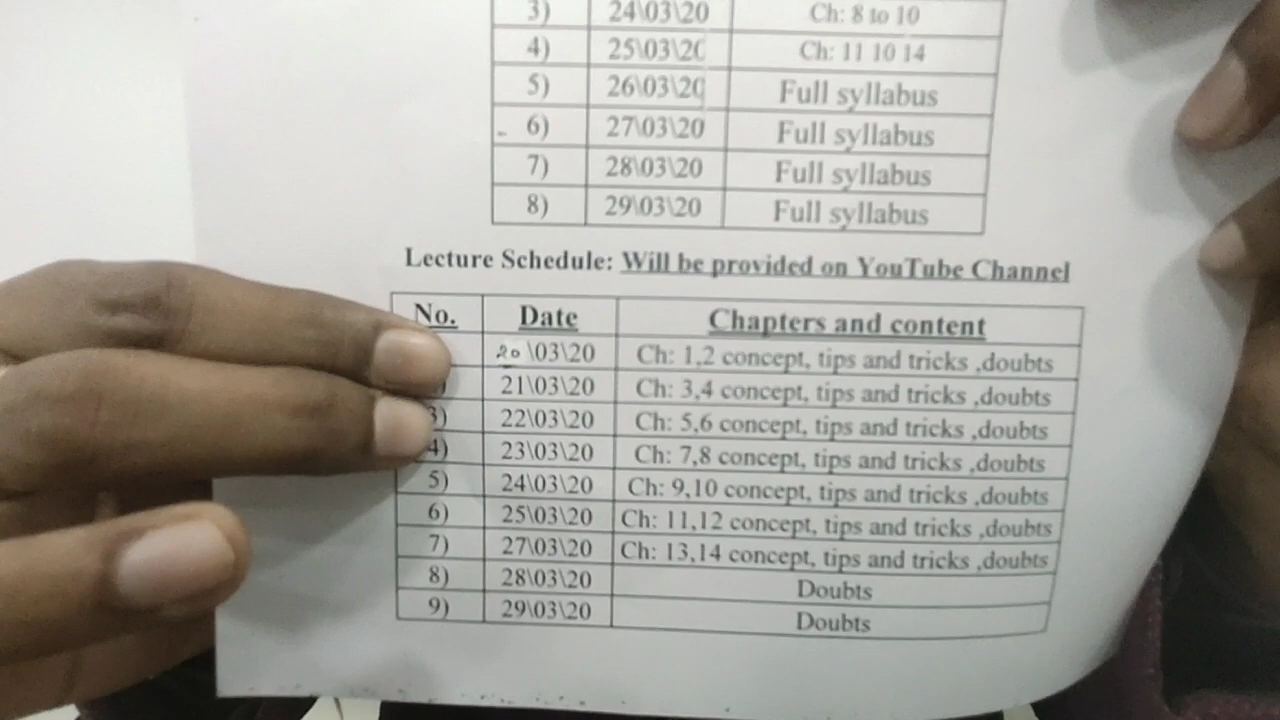 3) 24\03\20 Ch: 8 to 10
4) 25\03\20 Ch: 11 10 14
5) 26\03\20 Full syllabus
6) 27\03\20 Full syllabus
7) 28\03\20 Full syllabus
8) 29\03\20 Full syllabus
Lecture Schedule: Will be provided on YouTube Channel
No. Date Chapters and content
20 \03\20 Ch: 1,2 concept, tips and tricks ,doubts
) 21\03\20 Ch: 3,4 concept, tips and tricks ,doubts
3) 22\03\20 Ch: 5,6 concept, tips and tricks ,doubts
4) 23\03\20 Ch: 7,8 concept, tips and tricks ,doubts
5) 24\03\20 Ch: 9,10 concept, tips and tricks ,doubts
6) 25\03\20 Ch: 11,12 concept, tips and tricks ,doubts
7) 27\03\20 Ch: 13,14 concept, tips and tricks ,doubts
8) 28\03\20 Doubts
9) 29\03\20 Doubts